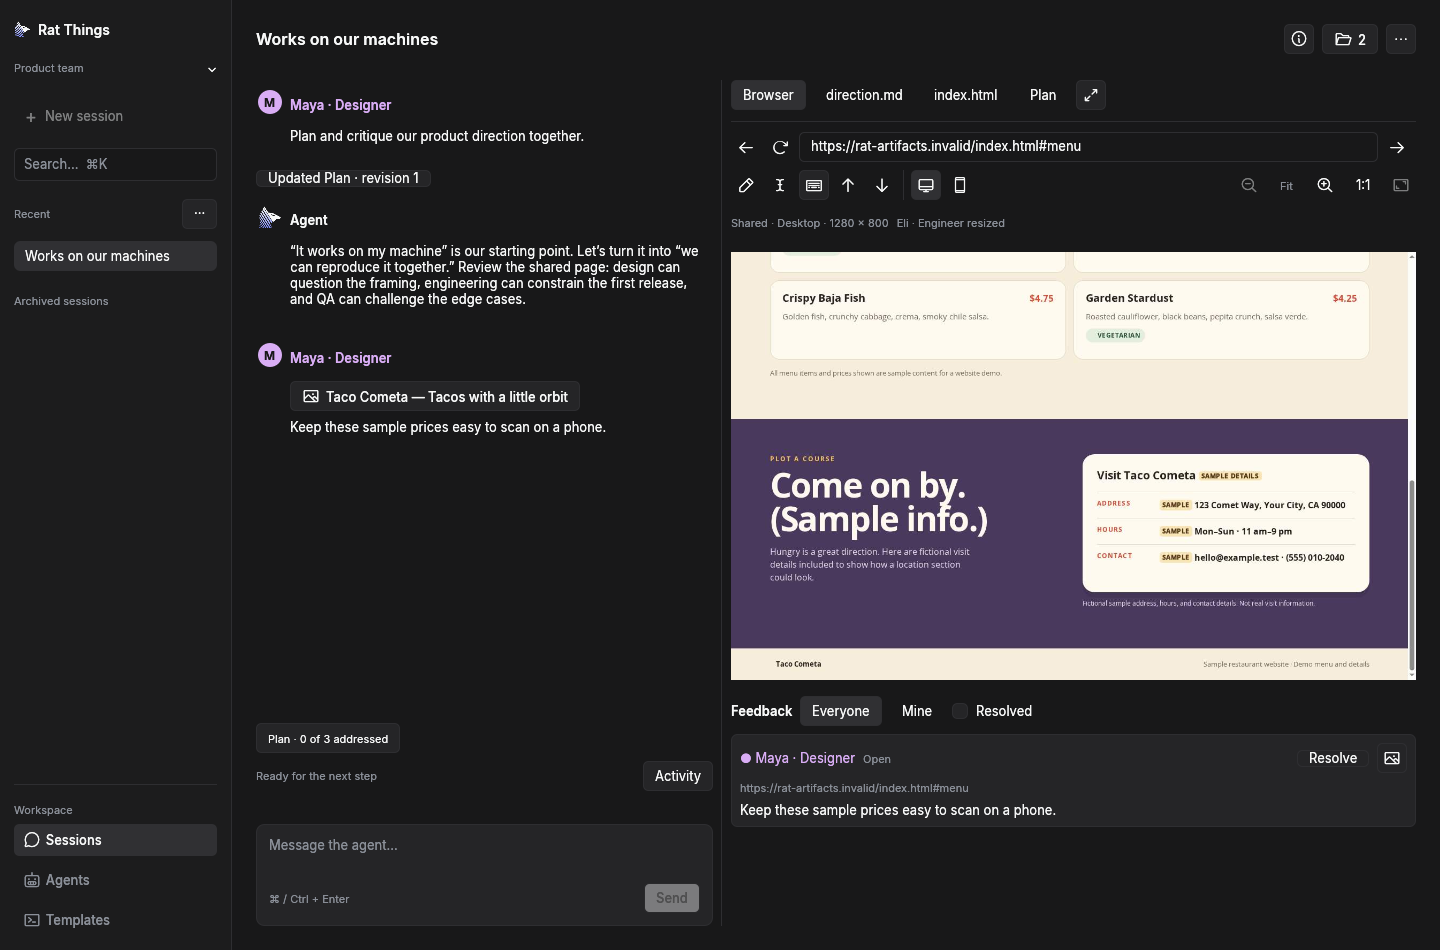 Rat Things
Product team
+ New session
Search... ⌘K
Recent
Works on our machines
Archived sessions
Workspace
Sessions
Agents
Templates
Works on our machines
2
M
Maya · Designer
Plan and critique our product direction together.
Updated Plan · revision 1
Agent
“It works on my machine” is our starting point. Let’s turn it into “we
can reproduce it together.” Review the shared page: design can
question the framing, engineering can constrain the first release,
and QA can challenge the edge cases.
M
Maya · Designer
Taco Cometa — Tacos with a little orbit
Keep these sample prices easy to scan on a phone.
Plan · 0 of 3 addressed
Ready for the next step
Activity
Message the agent...
⌘ / Ctrl + Enter
Send
Browser
direction.md
index.html
Plan
https://rat-artifacts.invalid/index.html#menu
Fit
1:1
Shared · Desktop · 1280 × 800 Eli · Engineer resized
Crispy Baja Fish
$4.75
Golden fish, crunchy cabbage, crema, smoky chile salsa.
Garden Stardust
$4.25
Roasted cauliflower, black beans, pepita crunch, salsa verde.
VEGETARIAN
All menu items and prices shown are sample content for a website demo.
PLOT A COURSE
Come on by.
(Sample info.)
Hungry is a great direction. Here are fictional visit
details included to show how a location section
could look.
Visit Taco Cometa SAMPLE DETAILS
ADDRESS SAMPLE 123 Comet Way, Your City, CA 90000
HOURS SAMPLE Mon–Sun · 11 am–9 pm
CONTACT SAMPLE hello@example.test · (555) 010-2040
Fictional sample address, hours, and contact details. Not real visit information.
Taco Cometa
Sample restaurant website · Demo menu and details
Feedback
Everyone
Mine
Resolved
Maya · Designer Open
Resolve
https://rat-artifacts.invalid/index.html#menu
Keep these sample prices easy to scan on a phone.